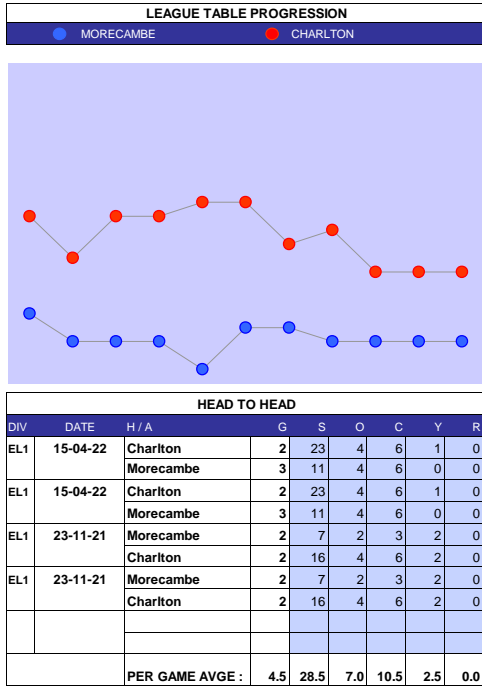 LEAGUE TABLE PROGRESSION
MORECAMBE CHARLTON
HEAD TO HEAD
DIV DATE H / A G S O C Y R
EL1 15-04-22 Charlton 2 23 4 6 1 0
Morecambe 3 11 4 6 0 0
EL1 15-04-22 Charlton 2 23 4 6 1 0
Morecambe 3 11 4 6 0 0
EL1 23-11-21 Morecambe 2 7 2 3 2 0
Charlton 2 16 4 6 2 0
EL1 23-11-21 Morecambe 2 7 2 3 2 0
Charlton 2 16 4 6 2 0
PER GAME AVGE : 4.5 28.5 7.0 10.5 2.5 0.0